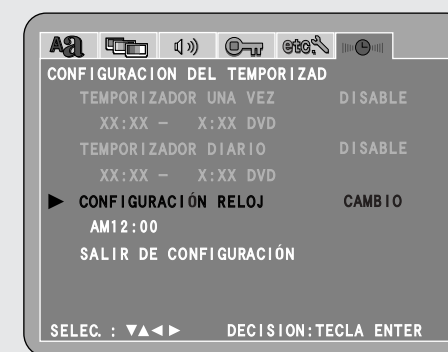 Aa etc.
CONFIGURACION DEL TEMPORIZAD
TEMPORIZADOR UNA VEZ DISABLE
XX:XX – X:XX DVD
TEMPORIZADOR DIARIO DISABLE
XX:XX – X:XX DVD
► CONFIGURACIÓN RELOJ CAMBIO
AM12:00
SALIR DE CONFIGURACIÓN
SELEC. : ▼▲◄► DECISION:TECLA ENTER